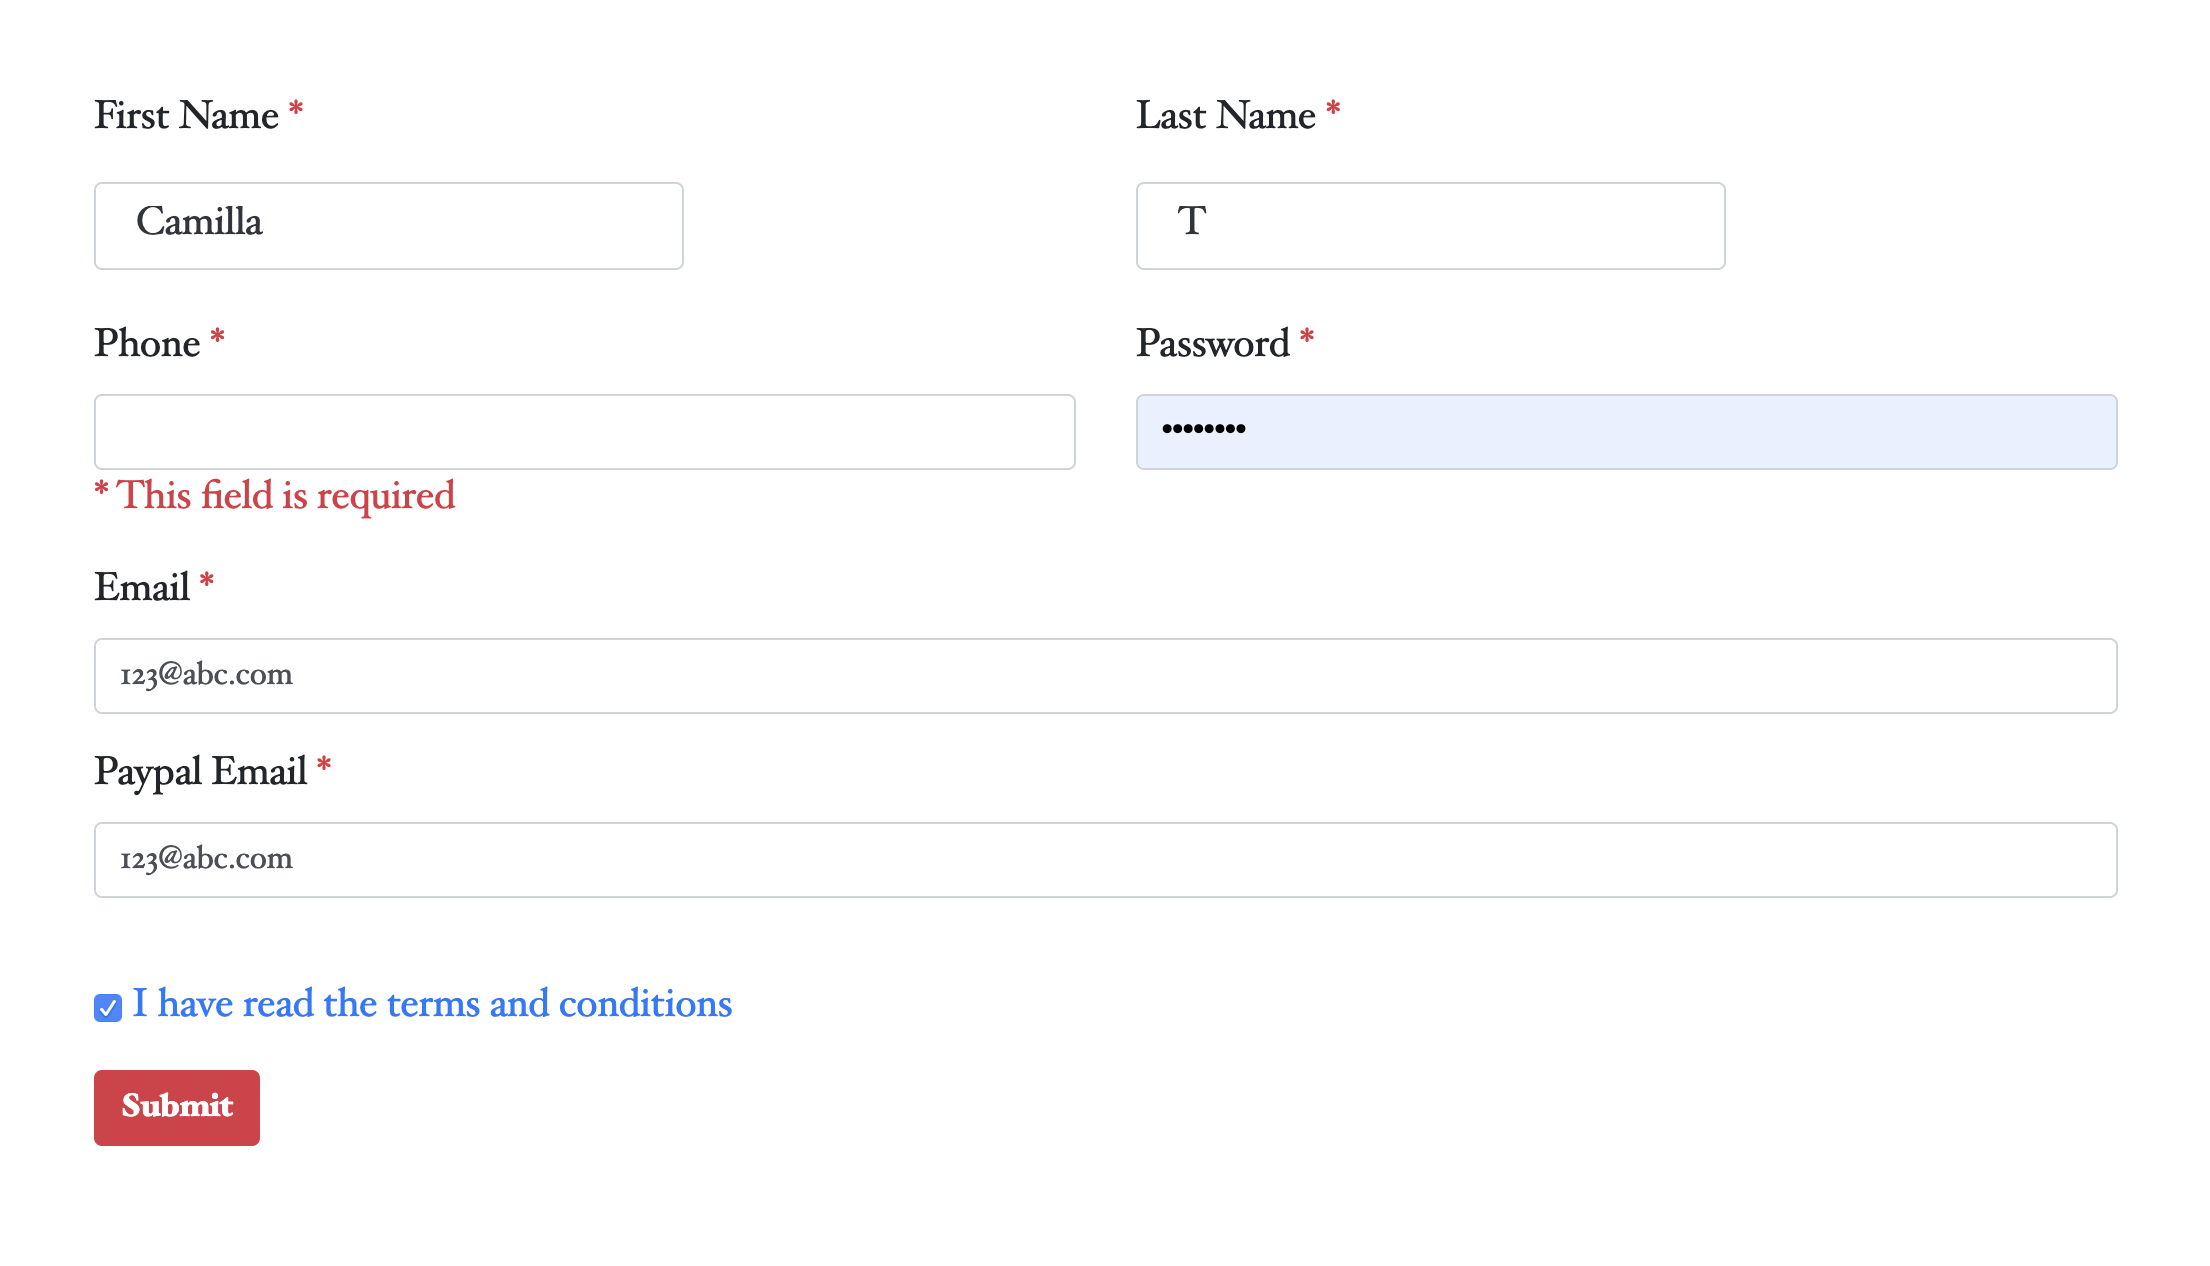 First Name * Last Name *
Camilla T
Phone * Password *
••••••••
* This field is required
Email *
123@abc.com
Paypal Email *
123@abc.com
I have read the terms and conditions
Submit